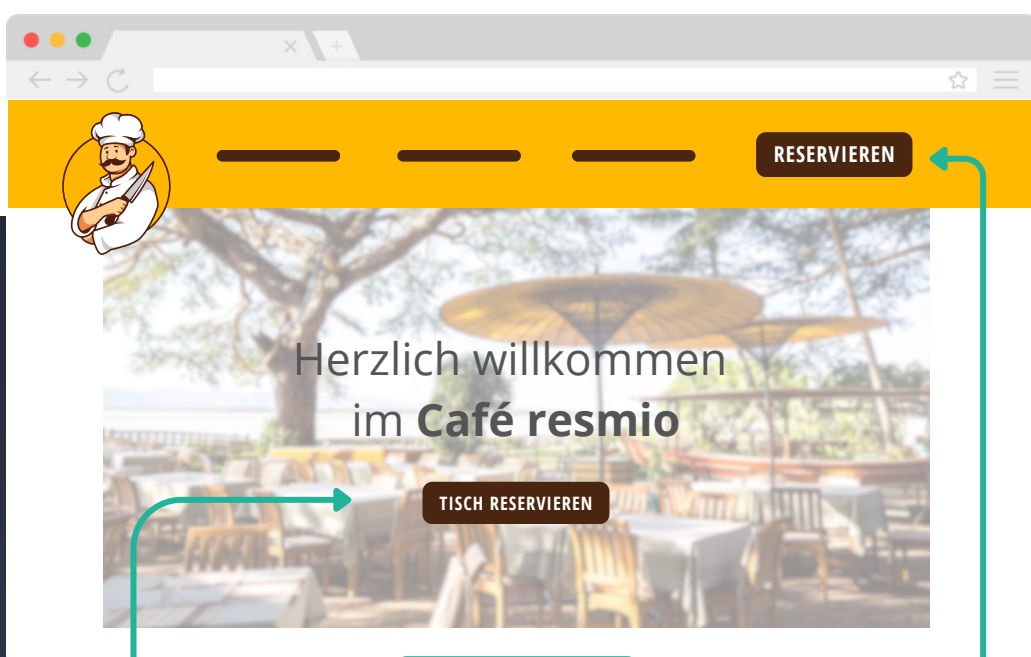 RESERVIEREN
Herzlich willkommen
im Café resmio
TISCH RESERVIEREN